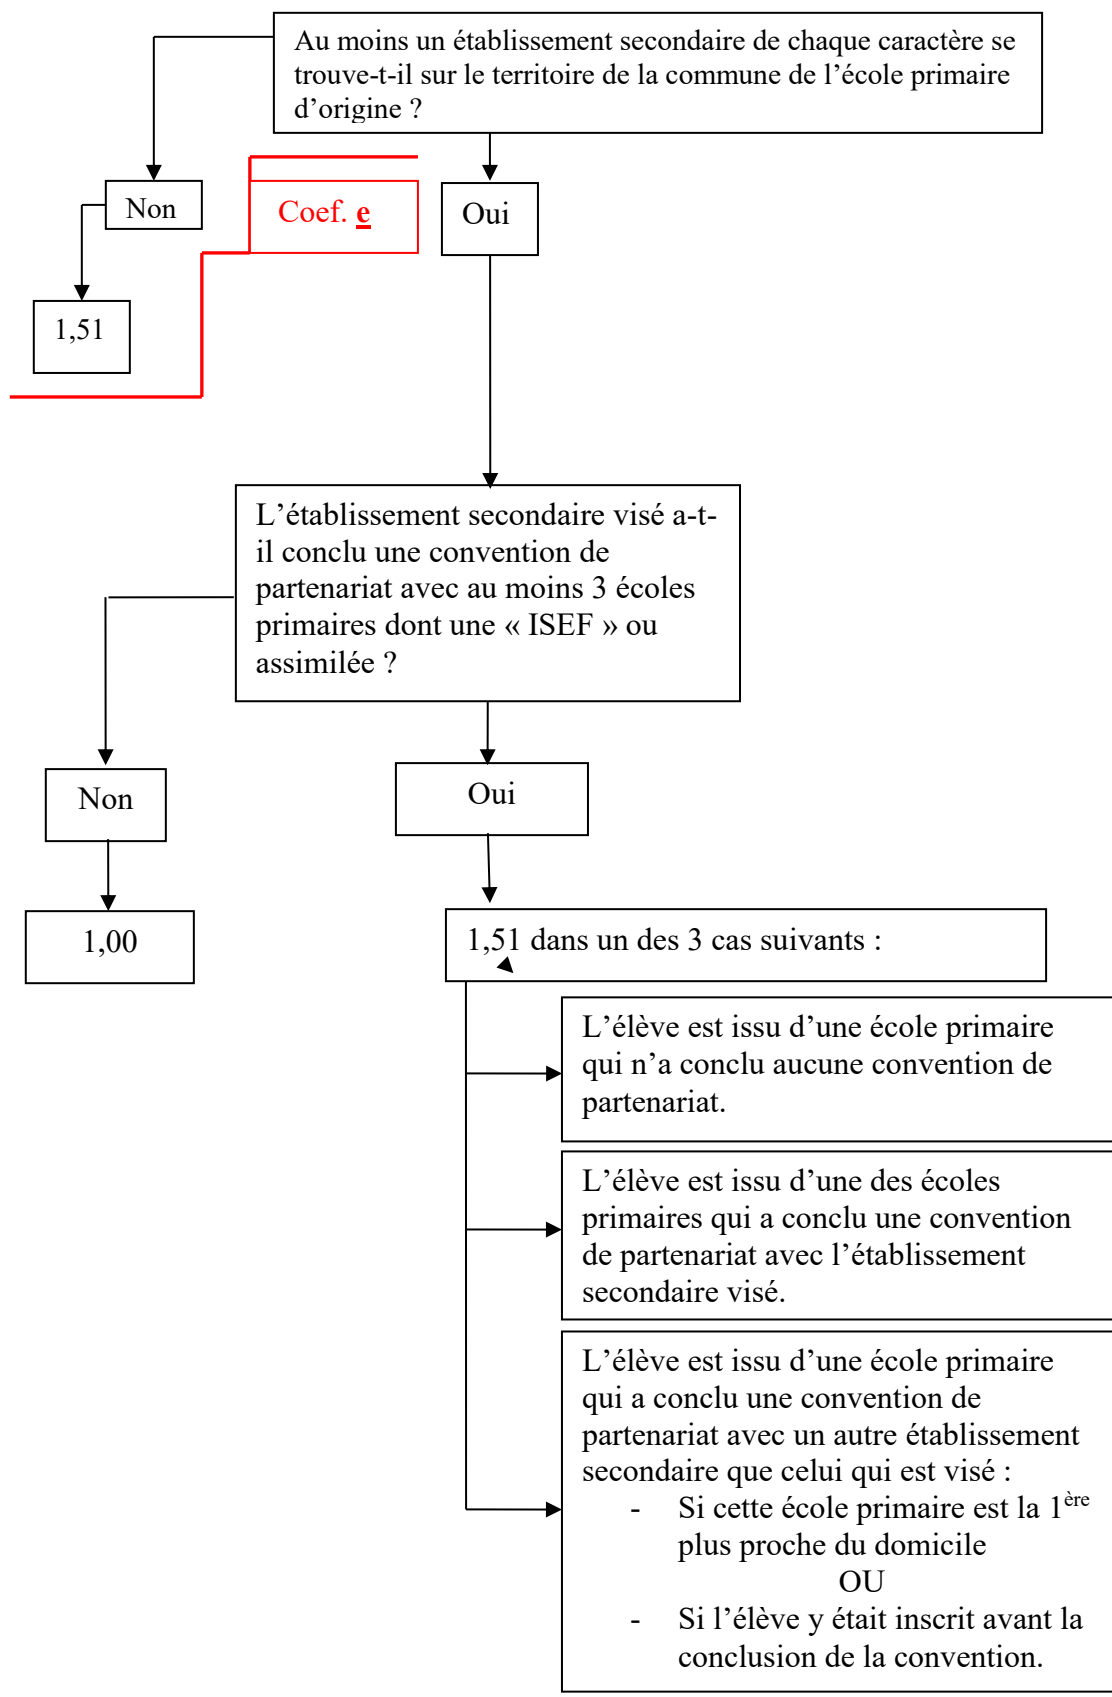 Au moins un établissement secondaire de chaque caractère se
trouve-t-il sur le territoire de la commune de l’école primaire
d’origine ?
Non
Coef. e
Oui
1,51
L’établissement secondaire visé a-t-
il conclu une convention de
partenariat avec au moins 3 écoles
primaires dont une « ISEF » ou
assimilée ?
Non
Oui
1,00
1,51 dans un des 3 cas suivants :
L’élève est issu d’une école primaire
qui n’a conclu aucune convention de
partenariat.
L’élève est issu d’une des écoles
primaires qui a conclu une convention
de partenariat avec l’établissement
secondaire visé.
L’élève est issu d’une école primaire
qui a conclu une convention de
partenariat avec un autre établissement
secondaire que celui qui est visé :
- Si cette école primaire est la 1ère
plus proche du domicile
OU
- Si l’élève y était inscrit avant la
conclusion de la convention.